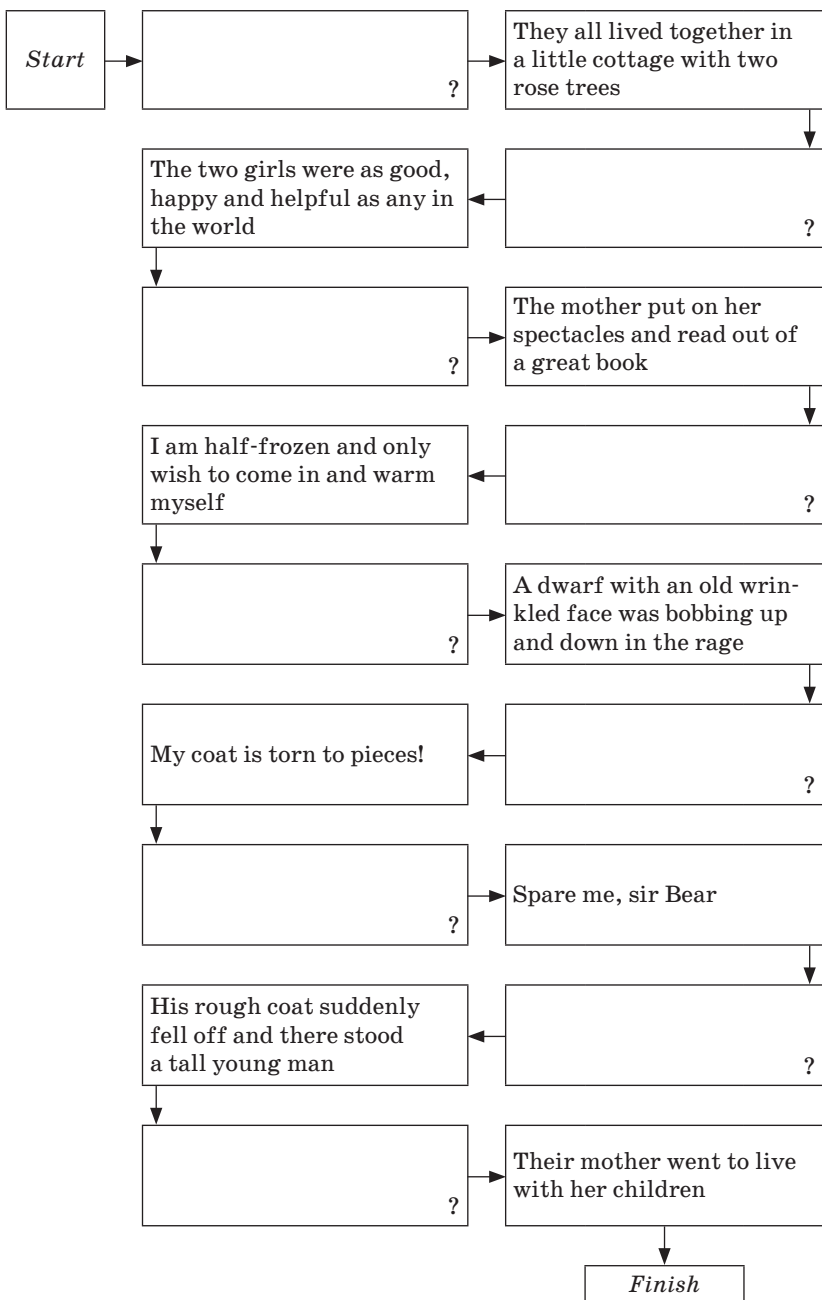 Start
?
They all lived together in
a little cottage with two
rose trees
?
The two girls were as good,
happy and helpful as any in
the world
?
The mother put on her
spectacles and read out of
a great book
?
I am half-frozen and only
wish to come in and warm
myself
?
A dwarf with an old wrin-
kled face was bobbing up
and down in the rage
?
My coat is torn to pieces!
?
Spare me, sir Bear
?
His rough coat suddenly
fell off and there stood
a tall young man
?
Their mother went to live
with her children
Finish